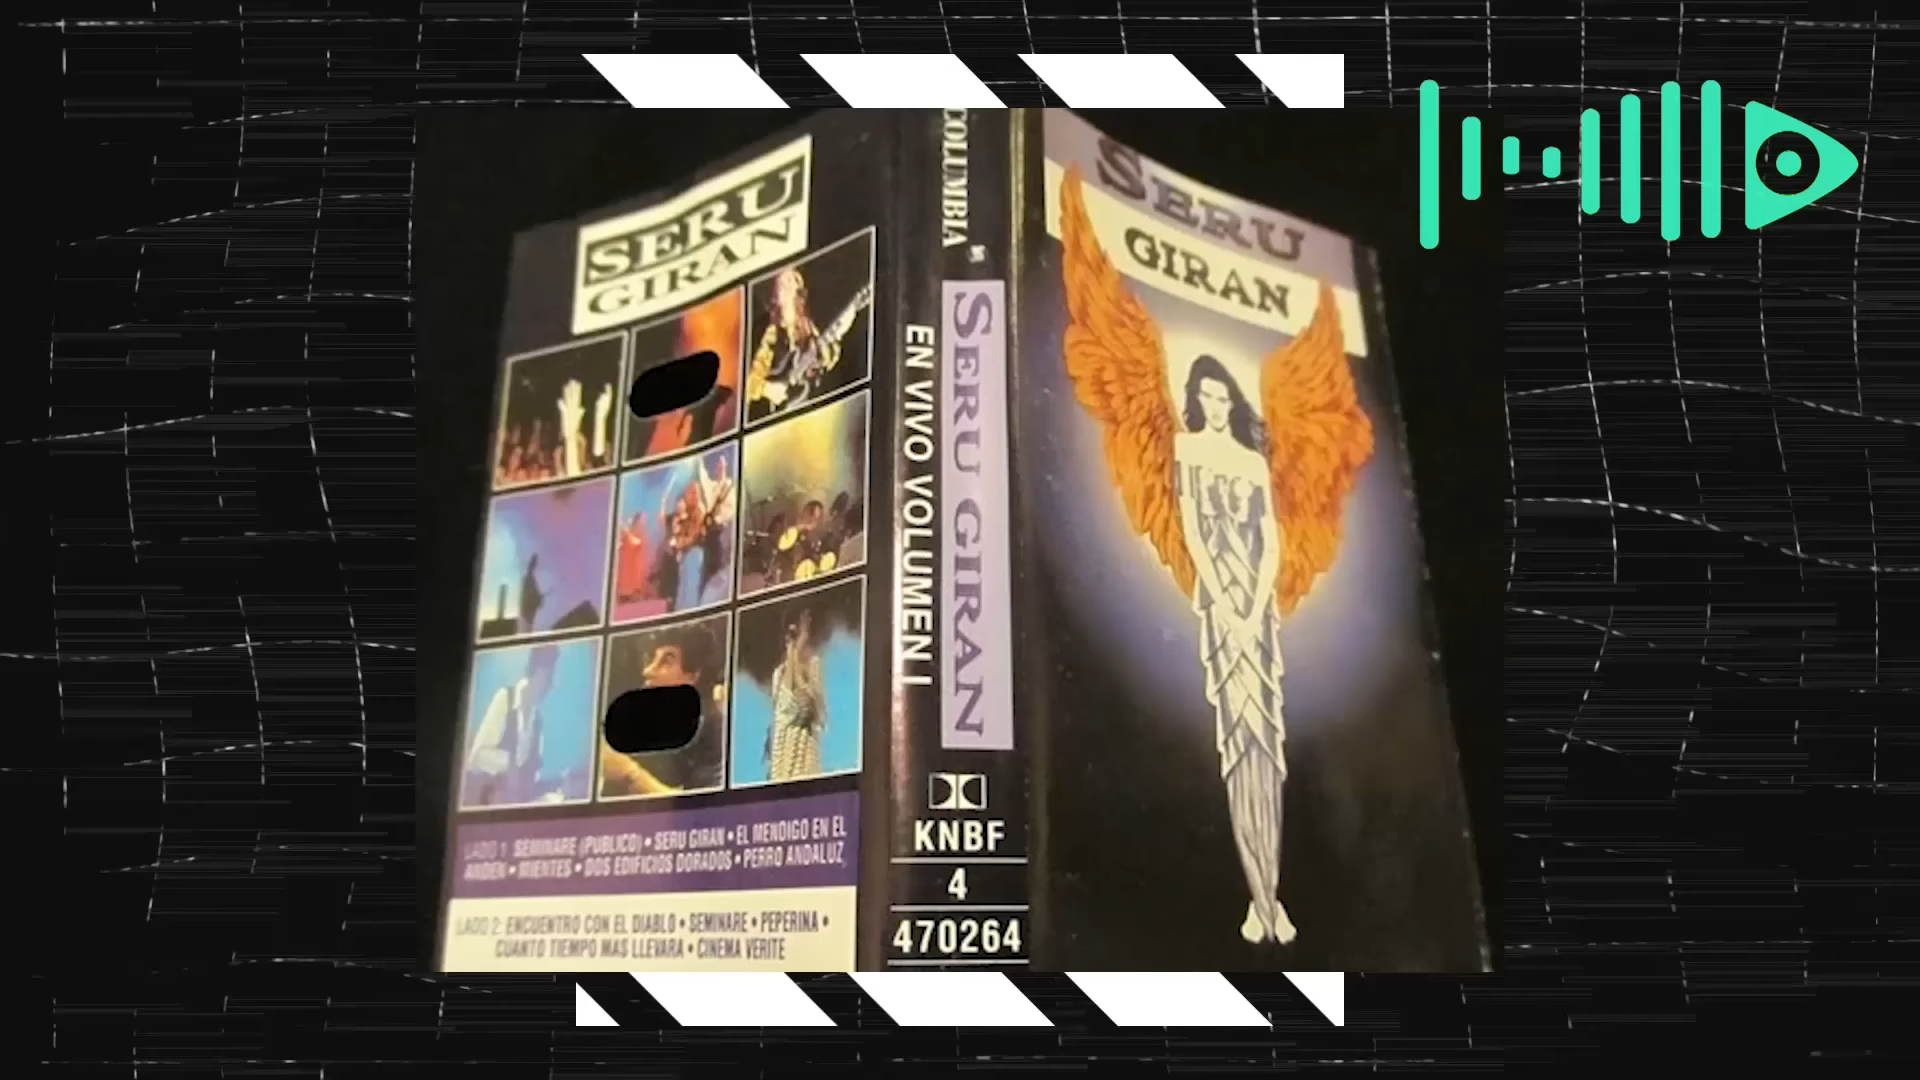 SERU
GIRAN
LADO 1: SEMINARE (PUBLICO) • SERU GIRAN • EL MENDIGO EN EL
ANDEN • MIENTES • DOS EDIFICIOS DORADOS • PERRO ANDALUZ
LADO 2: ENCUENTRO CON EL DIABLO • SEMINARE • PEPERINA •
CUANTO TIEMPO MAS LLEVARA • CINEMA VERITE
COLUMBIA
SERU GIRAN
EN VIVO VOLUMEN I
KNBF
4
470264
SERU
GIRAN